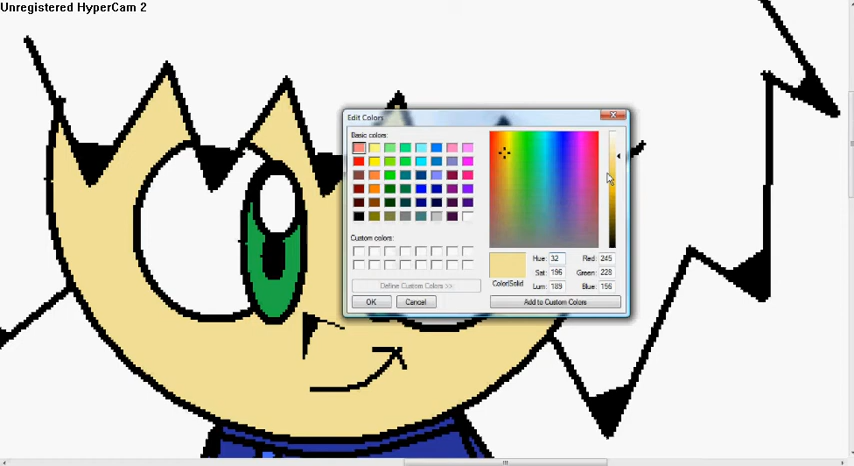 Unregistered HyperCam 2
Edit Colors
Basic colors:
Custom colors:
Define Custom Colors >>
OK
Cancel
Hue: 32
Red: 245
Sat: 196
Green: 228
Color|Solid
Lum: 189
Blue: 156
Add to Custom Colors